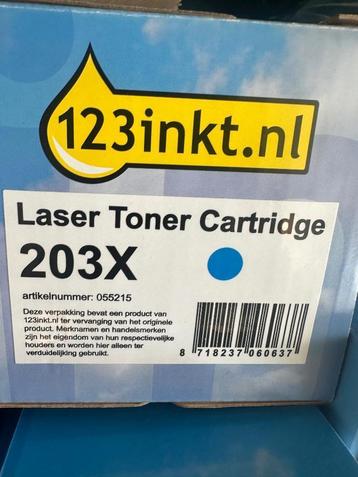 123inkt.nl
Laser Toner Cartridge
203X
artikelnummer: 055215
Deze verpakking bevat een product van
123inkt.nl ter vervanging van het originele
product. Merknamen en handelsmerken
zijn het eigendom van hun respectievelijke
houders en worden hier alleen ter
verduidelijking gebruikt.
8 718237 060637